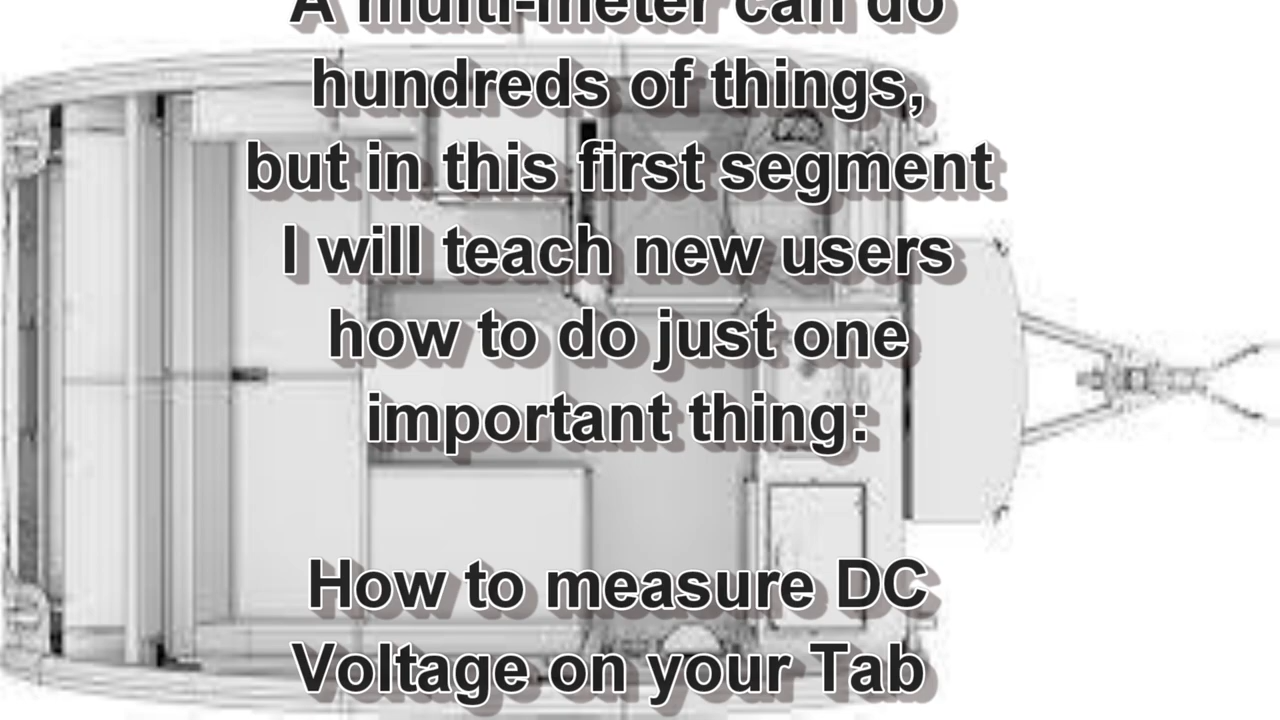 A multi-meter can do
hundreds of things,
but in this first segment
I will teach new users
how to do just one
important thing:
How to measure DC
Voltage on your Tab